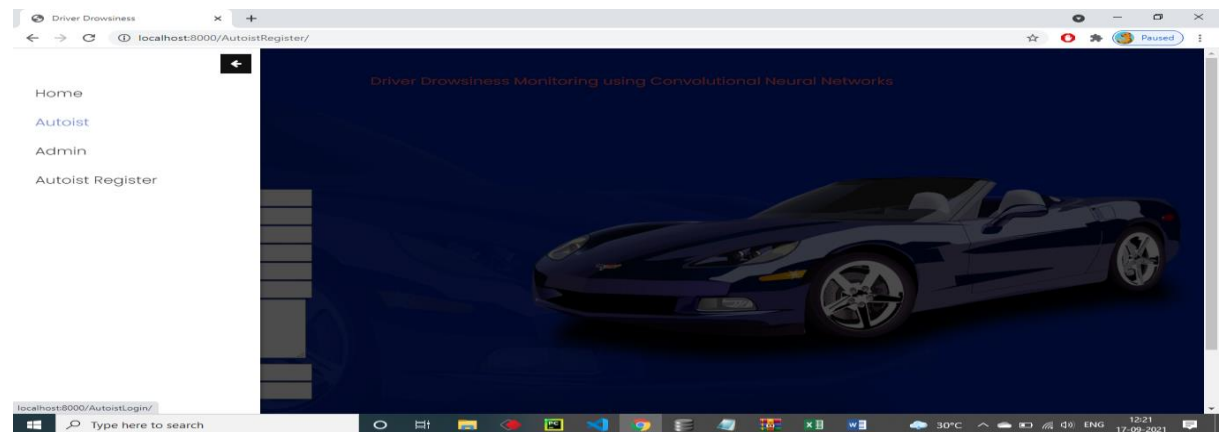 Driver Drowsiness
localhost:8000/AutoistRegister/
Paused
Driver Drowsiness Monitoring using Convolutional Neural Networks
Home
Autoist
Admin
Autoist Register
localhost:8000/AutoistLogin/
Type here to search
30°C
ENG
12:21
17-09-2021